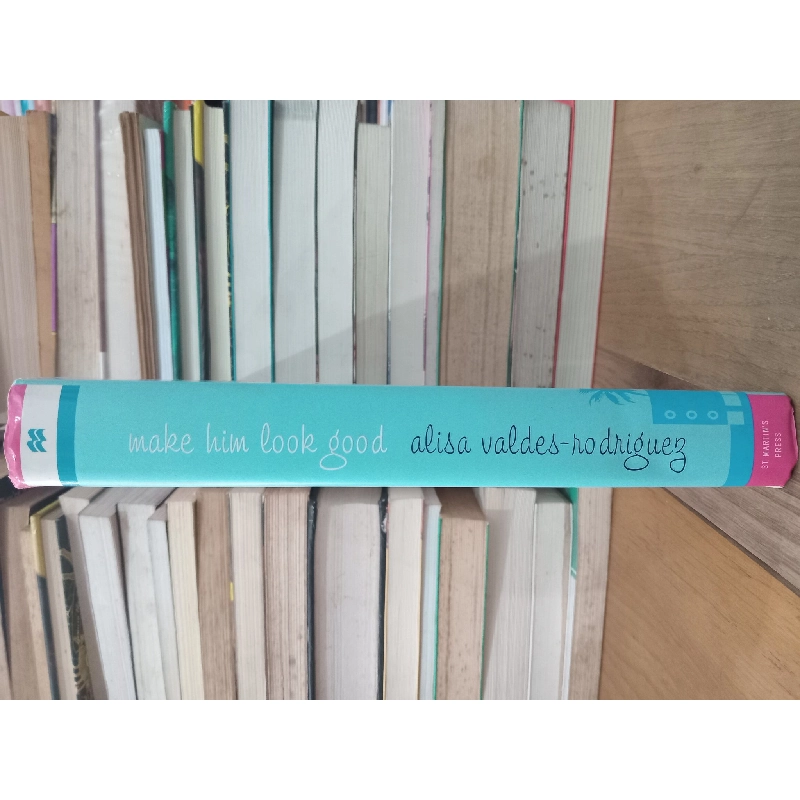 make him look good alisa valdes-rodriguez
ST. MARTIN'S
PRESS